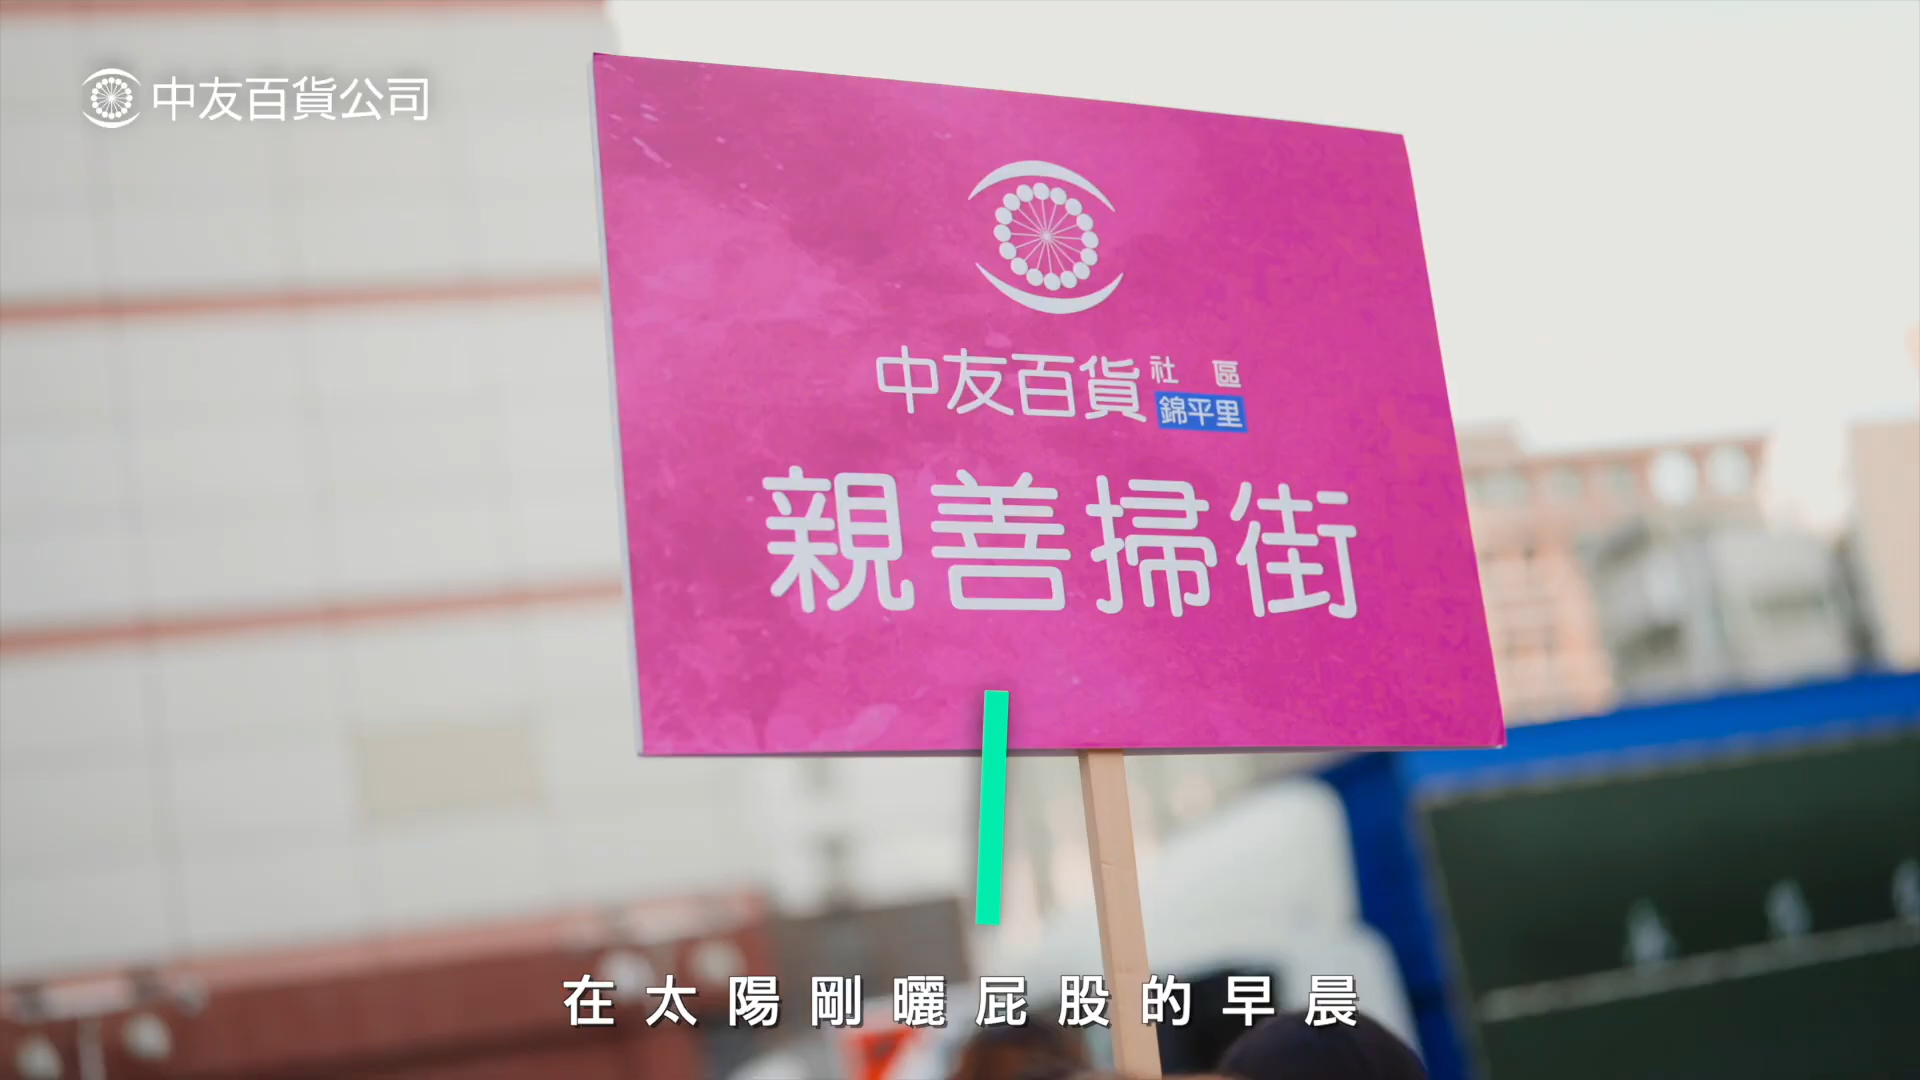 中友百貨公司
中友百貨社區
錦平里
親善掃街
在太陽剛曬屁股的早晨